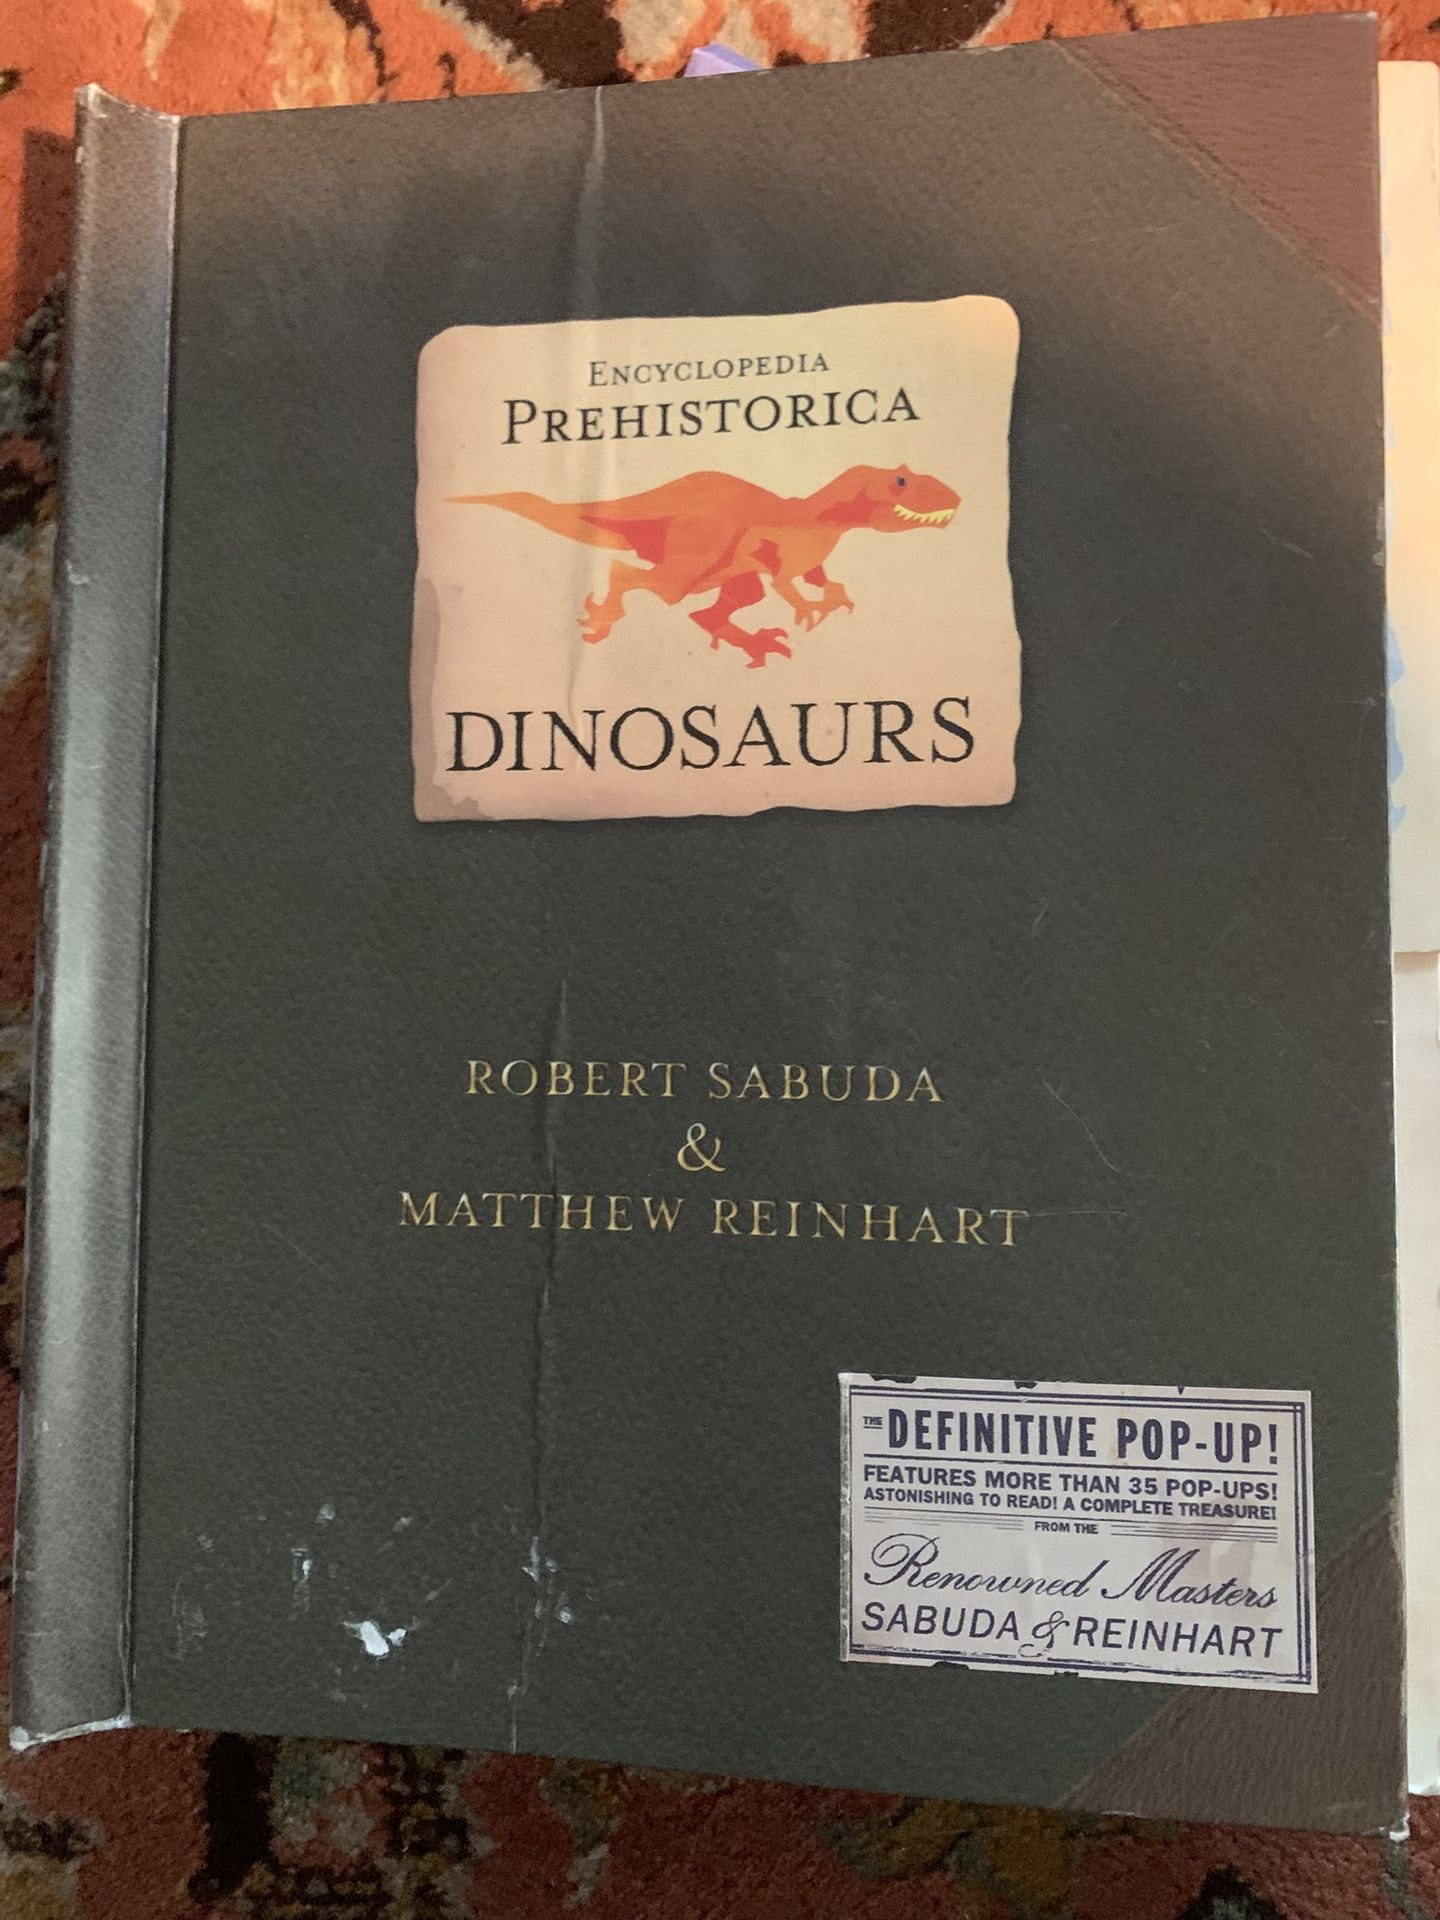 ENCYCLOPEDIA
PREHISTORICA
DINOSAURS
ROBERT SABUDA
&
MATTHEW REINHART
THE DEFINITIVE POP-UP!
FEATURES MORE THAN 35 POP-UPS!
ASTONISHING TO READ! A COMPLETE TREASURE!
FROM THE
Renowned Masters
SABUDA & REINHART